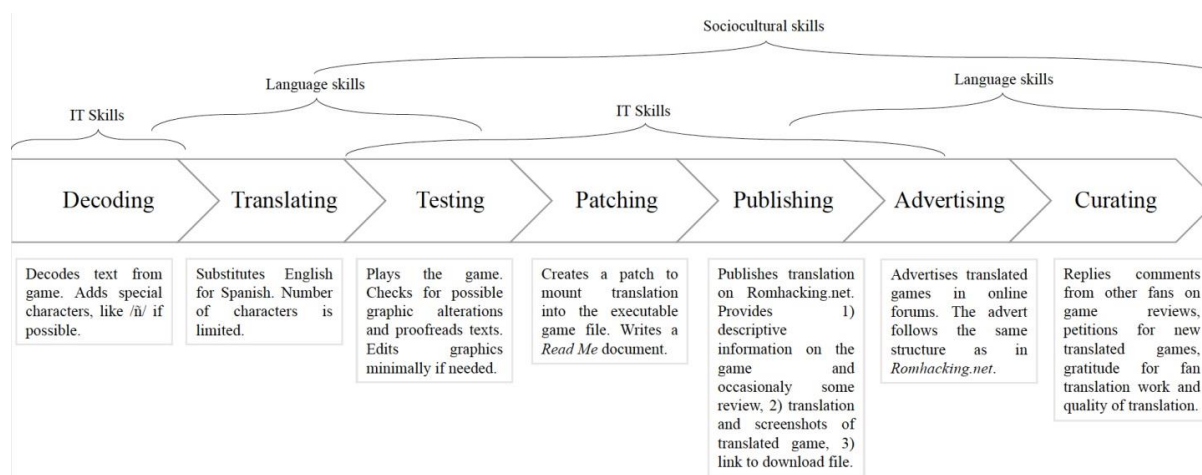 Sociocultural skills
Language skills
Language skills
IT Skills
IT Skills
Decoding
Translating
Testing
Patching
Publishing
Advertising
Curating
Decodes text from
game. Adds special
characters, like /ñ/ if
possible.
Substitutes English
for Spanish. Number
of characters is
limited.
Plays the game.
Checks for possible
graphic alterations
and proofreads texts.
Edits graphics
minimally if needed.
Creates a patch to
mount translation
into the executable
game file. Writes a
Read Me document.
Publishes translation
on Romhacking.net.
Provides 1)
descriptive
information on the
game and
occasionaly some
review, 2) translation
and screenshots of
translated game, 3)
link to download file.
Advertises translated
games in online
forums. The advert
follows the same
structure as in
Romhacking.net.
Replies comments
from other fans on
game reviews,
petitions for new
translated games,
gratitude for fan
translation work and
quality of translation.